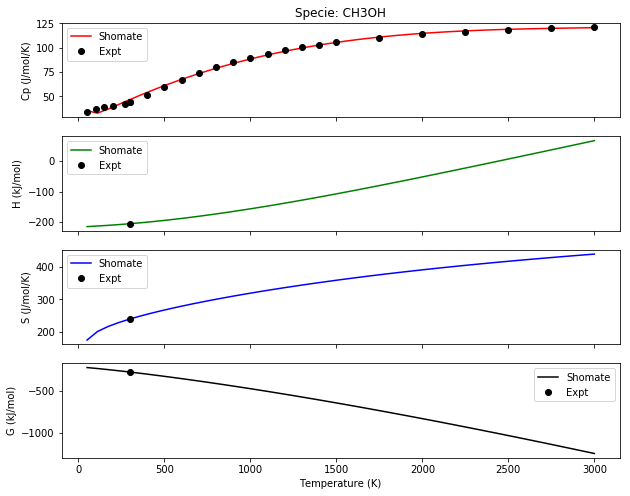 Specie: CH3OH
Cp (J/mol/K)
125
100
75
50
Shomate
Expt
H (kJ/mol)
0
−100
−200
Shomate
Expt
S (J/mol/K)
400
300
200
Shomate
Expt
G (kJ/mol)
−500
−1000
Shomate
Expt
0 500 1000 1500 2000 2500 3000
Temperature (K)